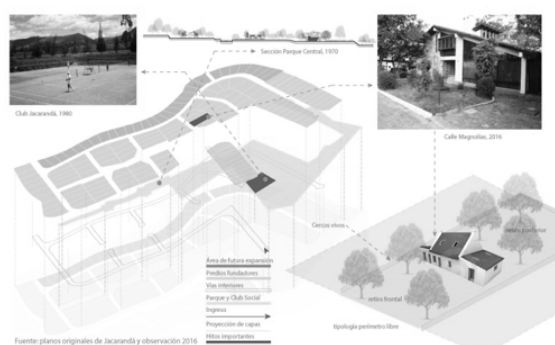 Sección Parque Central, 1970
Club Jacarandá, 1980
Calle Magnolias, 2016
Cercos vivos
retiro posterior
retiro frontal
tipología perímetro libre
Área de futura expansión
Predios fundadores
Vías interiores
Parque y Club Social
Ingreso
Proyección de capas
Hitos importantes
Fuente: planos originales de Jacarandá y observación 2016